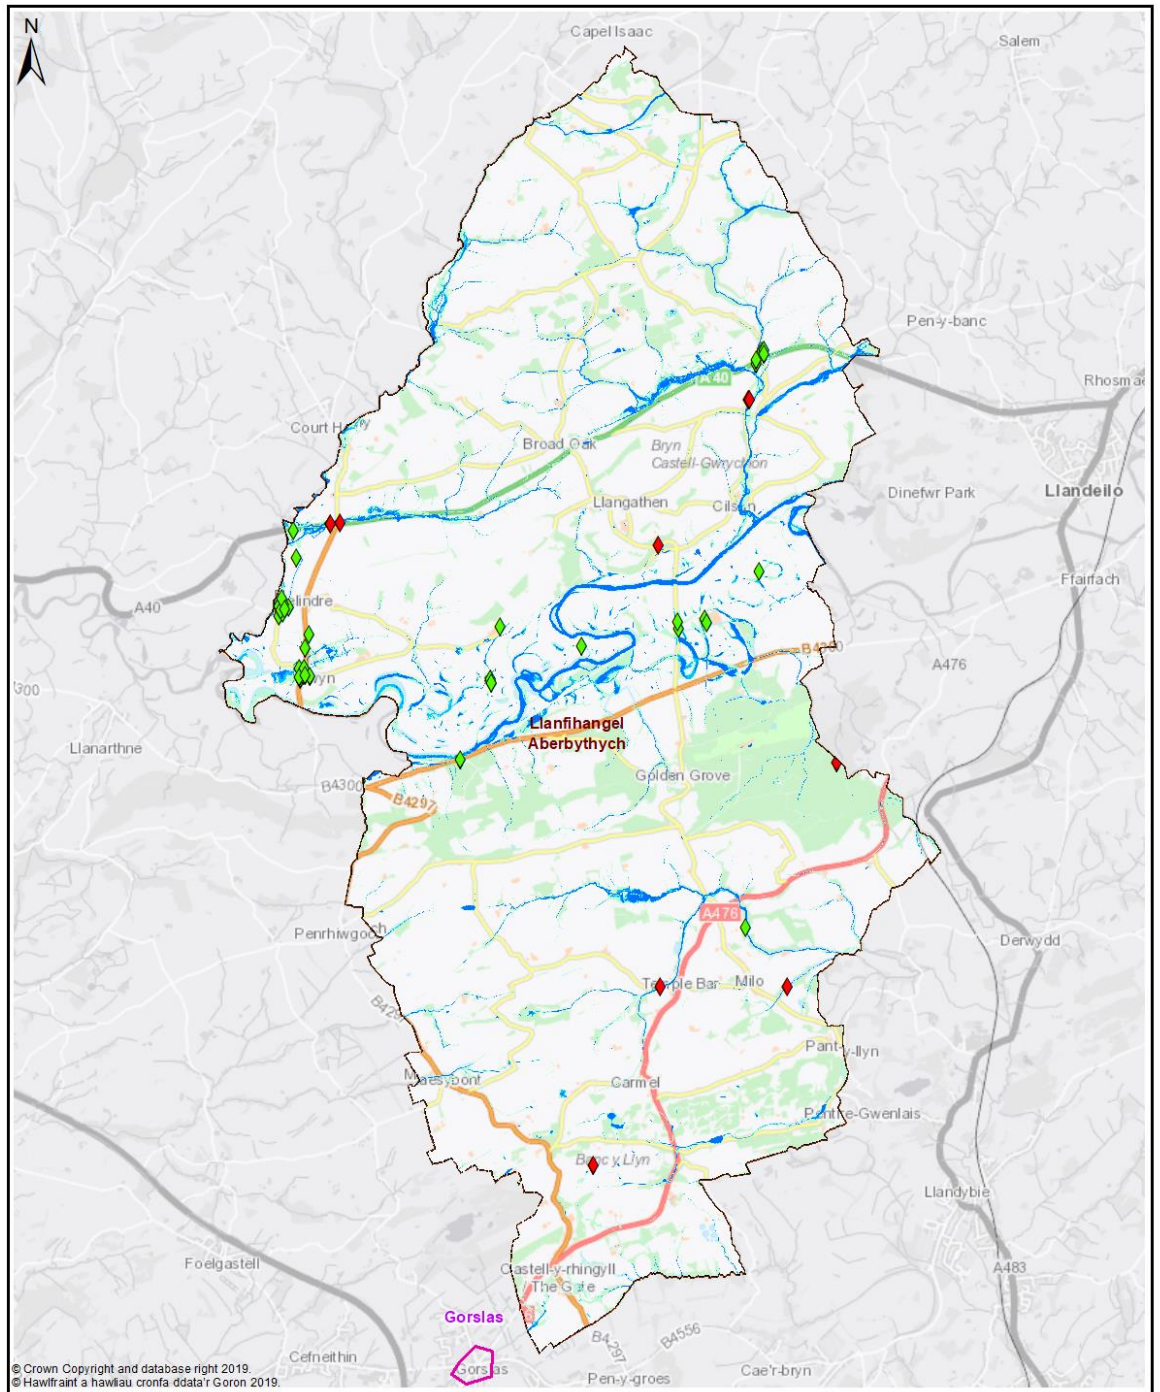 N
Capel Isaac
Salem
Pen-y-banc
Rhosmae
A 40
Court Henry
Broad Oak
Bryn
Castell-Gwrychion
Llangathen
Cilsan
Dinefwr Park
Llandeilo
Ffairfach
A40
B4300
A476
Llanarthne
Llanfihangel
Aberbythych
Golden Grove
B4300
B4297
A476
Penrhiwgoch
Derwydd
Temple Bar
Milo
Maesybont
Pant-y-llyn
Carmel
Pentre-Gwenlais
Banc y Llyn
Llandybie
Foelgastell
Castell-y-rhingyll
The Gate
A483
Gorslas
B4297
B4556
Cefneithin
Gorslas
Cae'r-bryn
Pen-y-groes
© Crown Copyright and database right 2019.
© Hawlfraint a hawliau cronfa ddata'r Goron 2019.